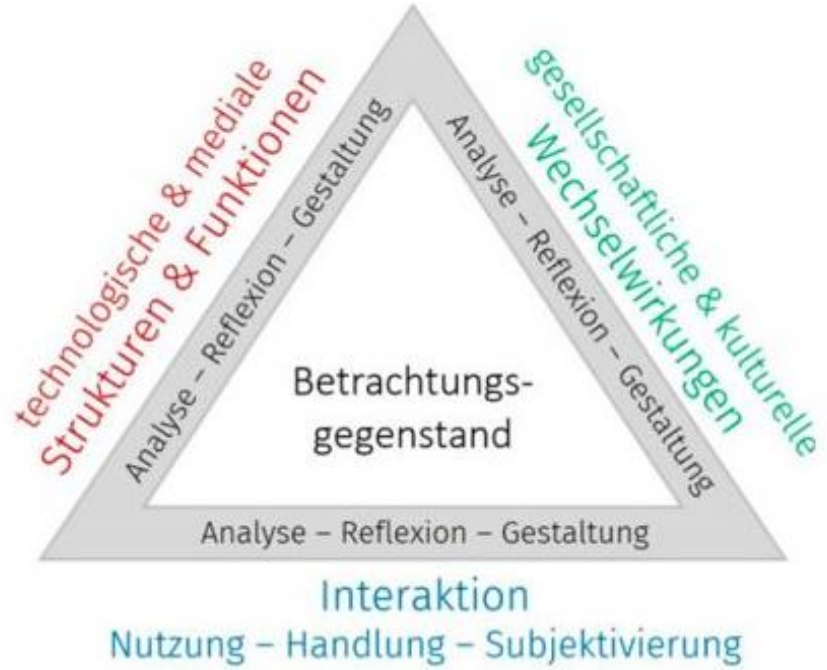 technologische & mediale
Strukturen & Funktionen
Analyse – Reflexion – Gestaltung
gesellschaftliche & kulturelle
Wechselwirkungen
Analyse – Reflexion – Gestaltung
Betrachtungs-
gegenstand
Analyse – Reflexion – Gestaltung
Interaktion
Nutzung – Handlung – Subjektivierung